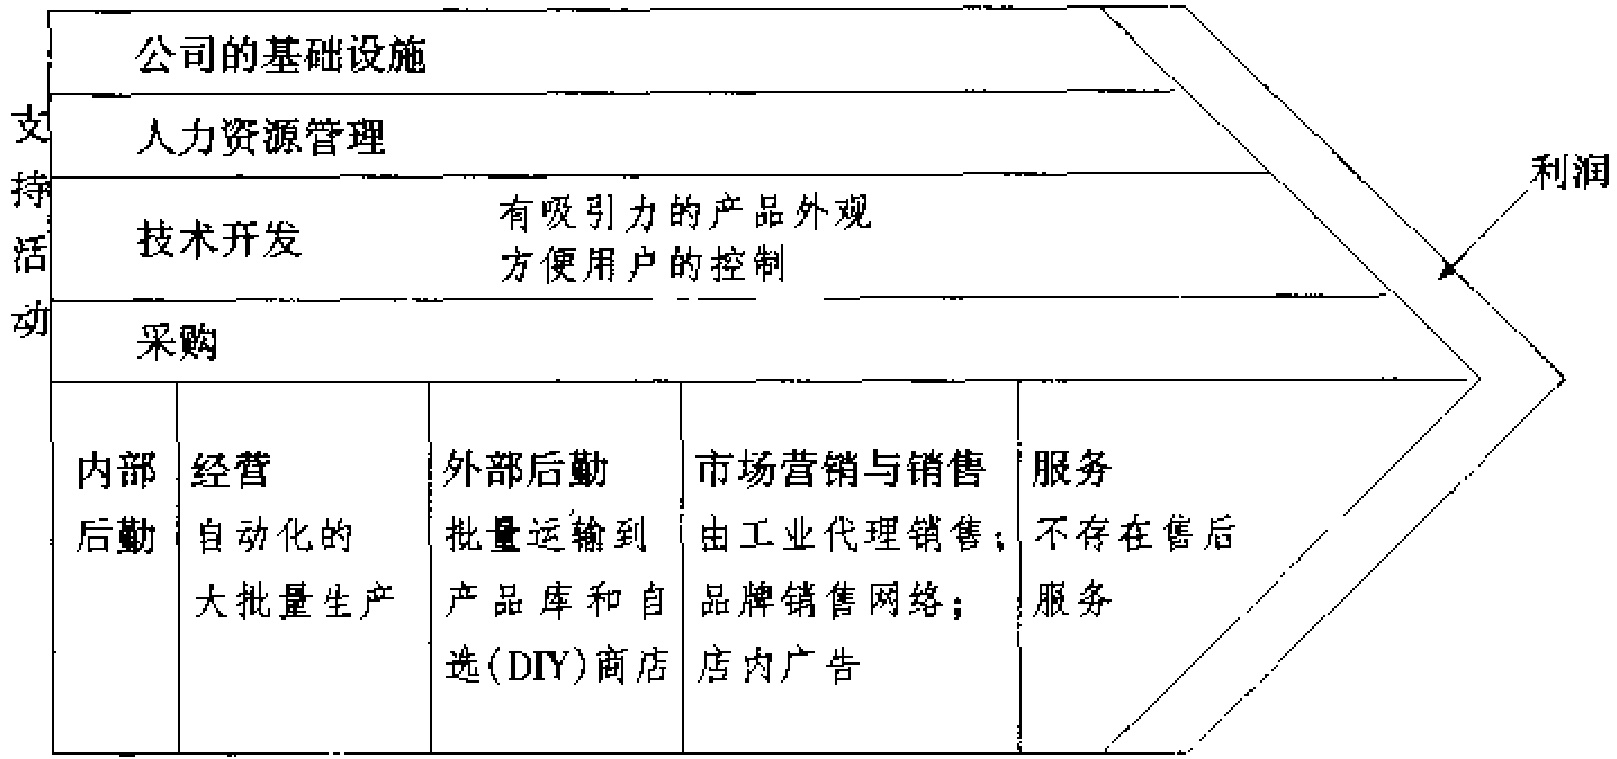 公司的基础设施
人力资源管理
支持活动
技术开发
有吸引力的产品外观
方便用户的控制
采购
利润
内部
后勤
经营
自动化的
大批量生产
外部后勤
批量运输到
产品库和自
选(DIY)商店
市场营销与销售
由工业代理销售;
品牌销售网络;
店内广告
服务
不存在售后
服务